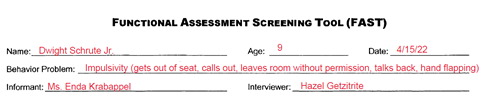 FUNCTIONAL ASSESSMENT SCREENING TOOL (FAST)
Name: Dwight Schrute Jr. Age: 9 Date: 4/15/22
Behavior Problem: Impulsivity (gets out of seat, calls out, leaves room without permission, talks back, hand flapping)
Informant: Ms. Enda Krabappel Interviewer: Hazel Getzitrite